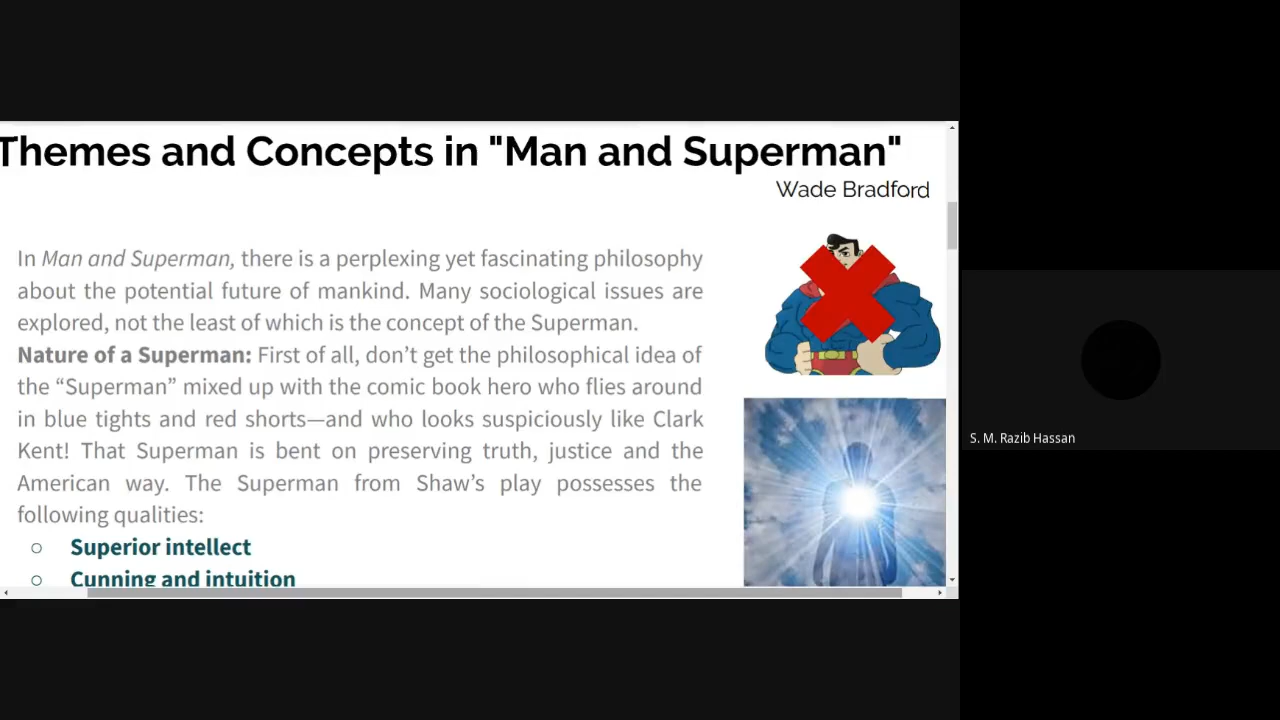 Themes and Concepts in "Man and Superman"
Wade Bradford
In Man and Superman, there is a perplexing yet fascinating philosophy
about the potential future of mankind. Many sociological issues are
explored, not the least of which is the concept of the Superman.
Nature of a Superman: First of all, don’t get the philosophical idea of
the “Superman” mixed up with the comic book hero who flies around
in blue tights and red shorts—and who looks suspiciously like Clark
Kent! That Superman is bent on preserving truth, justice and the
American way. The Superman from Shaw’s play possesses the
following qualities:
○ Superior intellect
○ Cunning and intuition
S. M. Razib Hassan